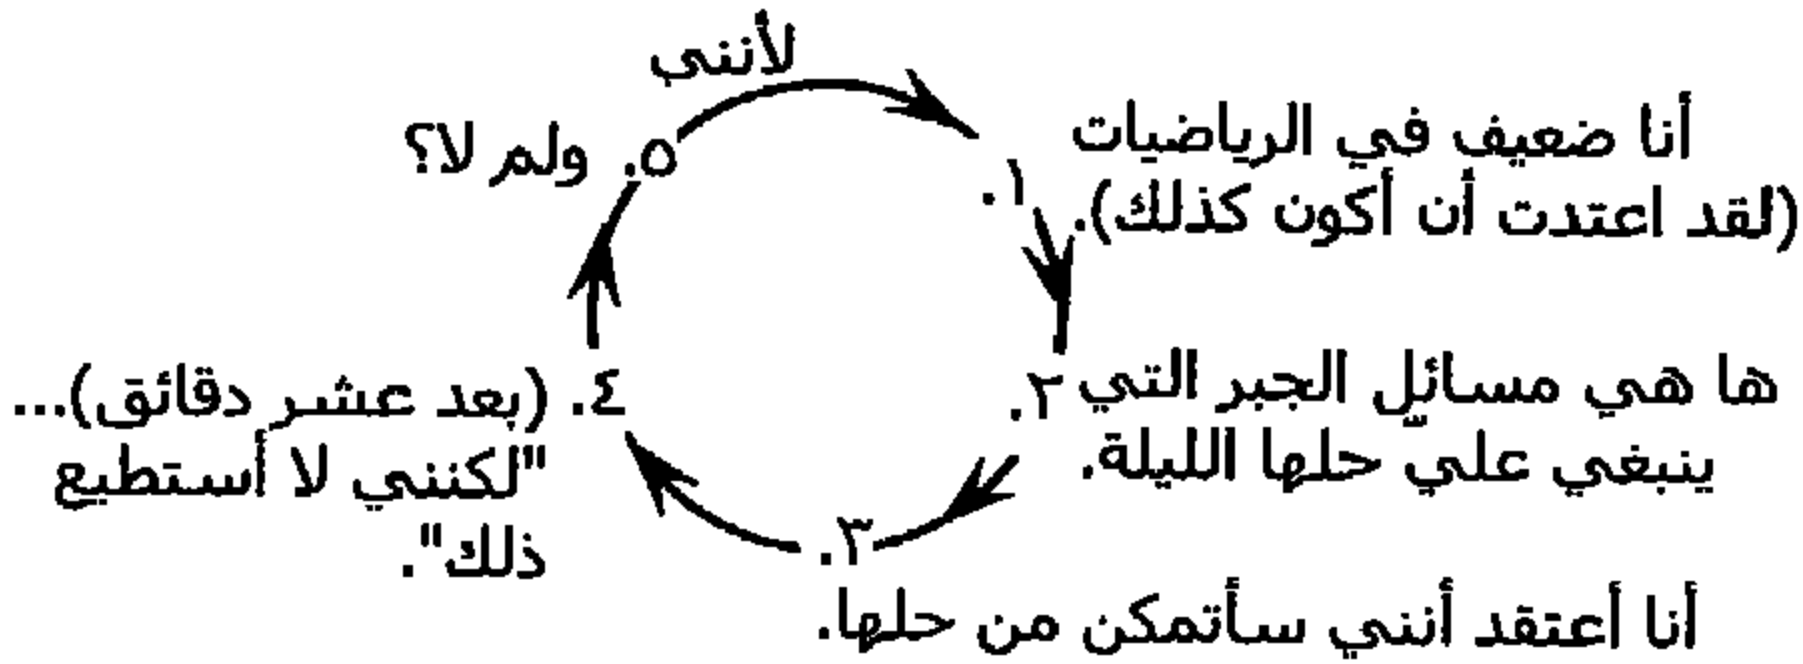 لأنني
١. أنا ضعيف في الرياضيات
(لقد اعتدت أن أكون كذلك).
٢. ها هي مسائل الجبر التي
ينبغي عليّ حلها الليلة.
٣.
أنا أعتقد أنني سأتمكن من حلها.
٤. (بعد عشر دقائق)...
"لكنني لا أستطيع
ذلك".
٥. ولم لا؟